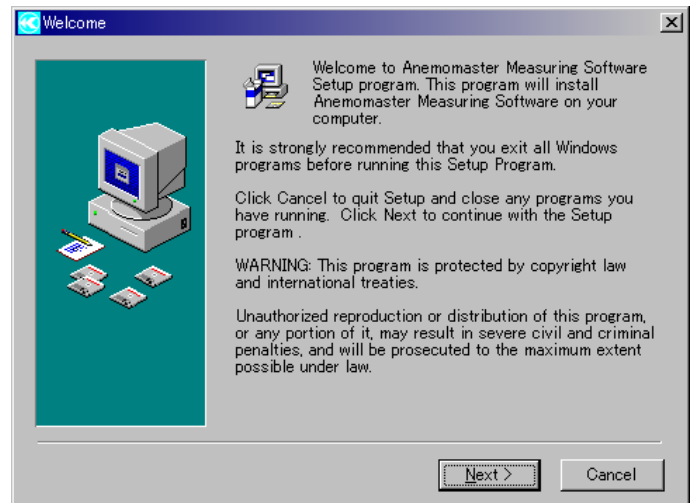 Welcome
Welcome to Anemomaster Measuring Software
Setup program. This program will install
Anemomaster Measuring Software on your
computer.
It is strongly recommended that you exit all Windows
programs before running this Setup Program.
Click Cancel to quit Setup and close any programs you
have running.  Click Next to continue with the Setup
program .
WARNING: This program is protected by copyright law
and international treaties.
Unauthorized reproduction or distribution of this program,
or any portion of it, may result in severe civil and criminal
penalties, and will be prosecuted to the maximum extent
possible under law.
Next >
Cancel